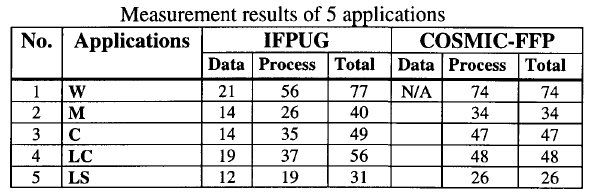 Measurement results of 5 applications
No. Applications IFPUG COSMIC-FFP
Data Process Total Data Process Total
1 W 21 56 77 N/A 74 74
2 M 14 26 40 34 34
3 C 14 35 49 47 47
4 LC 19 37 56 48 48
5 LS 12 19 31 26 26